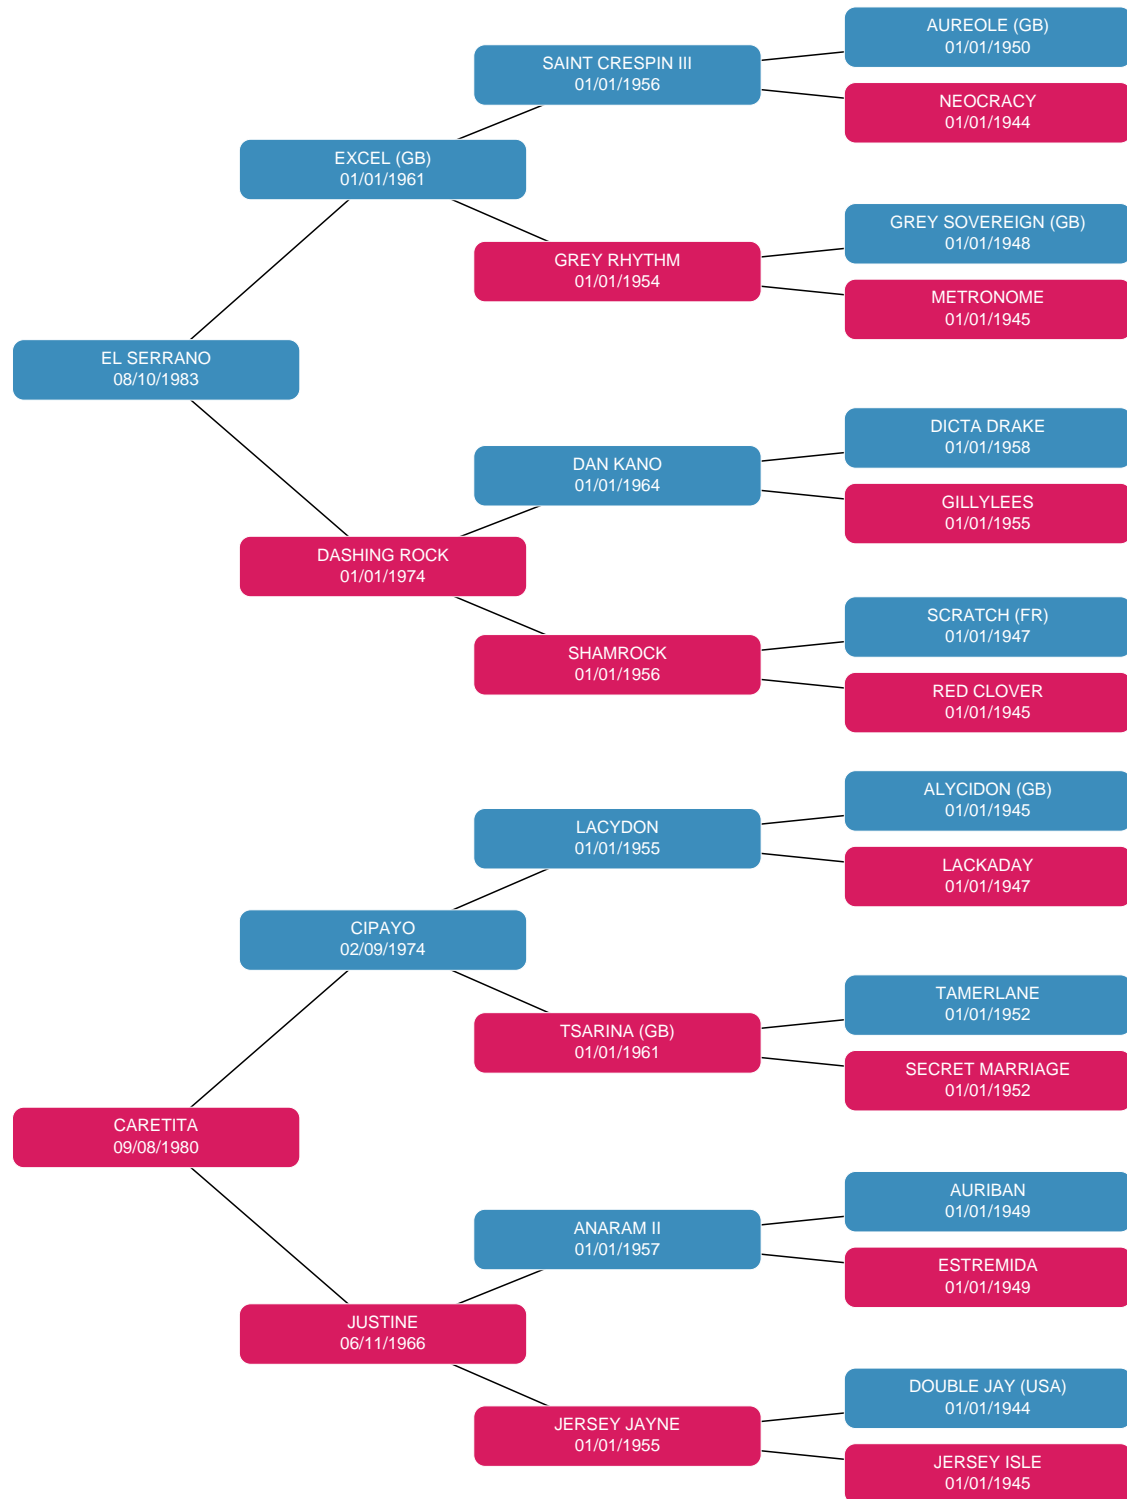 AUREOLE (GB)
01/01/1950
SAINT CRESPIN III
01/01/1956
NEOCRACY
01/01/1944
EXCEL (GB)
01/01/1961
GREY SOVEREIGN (GB)
01/01/1948
GREY RHYTHM
01/01/1954
METRONOME
01/01/1945
EL SERRANO
08/10/1983
DICTA DRAKE
01/01/1958
DAN KANO
01/01/1964
GILLYLEES
01/01/1955
DASHING ROCK
01/01/1974
SCRATCH (FR)
01/01/1947
SHAMROCK
01/01/1956
RED CLOVER
01/01/1945
ALYCIDON (GB)
01/01/1945
LACYDON
01/01/1955
LACKADAY
01/01/1947
CIPAYO
02/09/1974
TAMERLANE
01/01/1952
TSARINA (GB)
01/01/1961
SECRET MARRIAGE
01/01/1952
CARETITA
09/08/1980
AURIBAN
01/01/1949
ANARAM II
01/01/1957
ESTREMIDA
01/01/1949
JUSTINE
06/11/1966
DOUBLE JAY (USA)
01/01/1944
JERSEY JAYNE
01/01/1955
JERSEY ISLE
01/01/1945